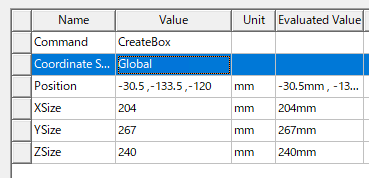 Name Value Unit Evaluated Value
Command CreateBox
Coordinate S... Global
Position -30.5 ,-133.5 ,-120 mm -30.5mm , -13...
XSize 204 mm 204mm
YSize 267 mm 267mm
ZSize 240 mm 240mm